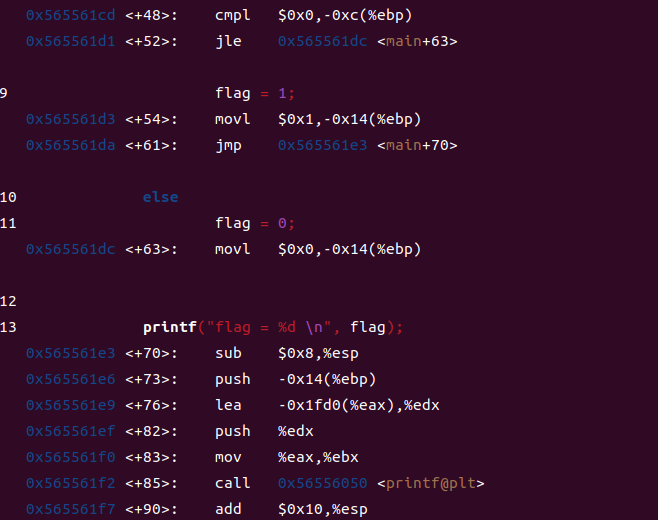 0x565561cd <+48>: cmpl $0x0,-0xc(%ebp)
0x565561d1 <+52>: jle 0x565561dc <main+63>
9 flag = 1;
0x565561d3 <+54>: movl $0x1,-0x14(%ebp)
0x565561da <+61>: jmp 0x565561e3 <main+70>
10 else
11 flag = 0;
0x565561dc <+63>: movl $0x0,-0x14(%ebp)
12
13 printf("flag = %d \n", flag);
0x565561e3 <+70>: sub $0x8,%esp
0x565561e6 <+73>: push -0x14(%ebp)
0x565561e9 <+76>: lea -0x1fd0(%eax),%edx
0x565561ef <+82>: push %edx
0x565561f0 <+83>: mov %eax,%ebx
0x565561f2 <+85>: call 0x56556050 <printf@plt>
0x565561f7 <+90>: add $0x10,%esp